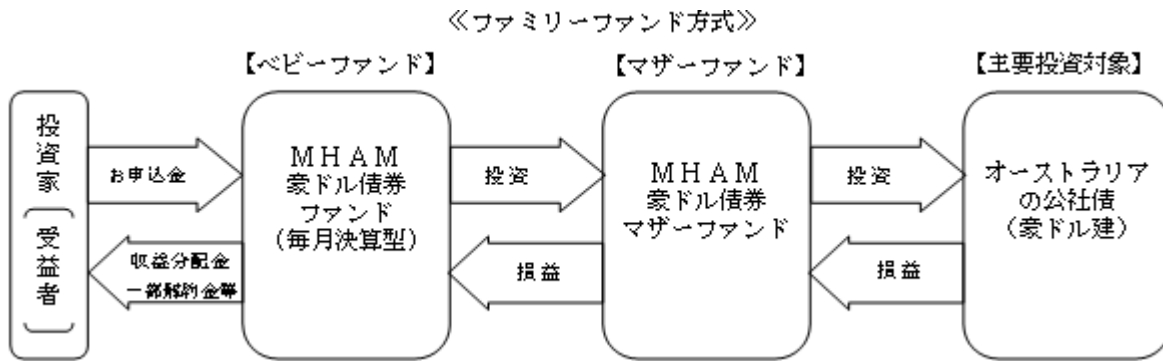 ≪ファミリーファンド方式≫
【ベビーファンド】
【マザーファンド】
【主要投資対象】
投資家（受益者）
お申込金
収益分配金
一部解約金等
ＭＨＡＭ
豪ドル債券
ファンド
（毎月決算型）
投資
損益
ＭＨＡＭ
豪ドル債券
マザーファンド
投資
損益
オーストラリア
の公社債
（豪ドル建）